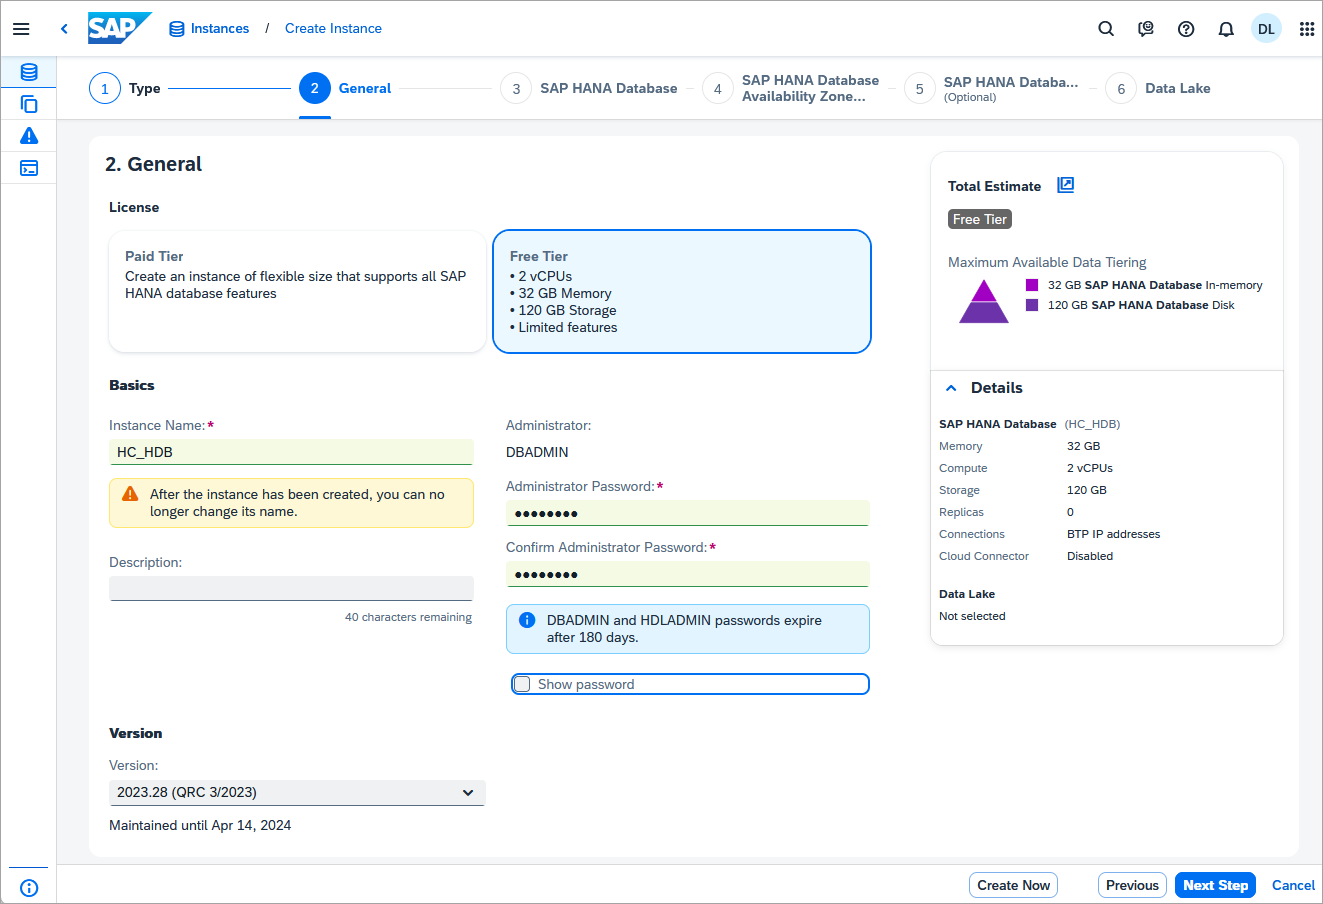 SAP Instances / Create Instance DL
1 Type 2 General 3 SAP HANA Database 4 SAP HANA Database Availability Zone... 5 SAP HANA Databa... (Optional) 6 Data Lake
2. General
License
Paid Tier
Create an instance of flexible size that supports all SAP
HANA database features
Free Tier
• 2 vCPUs
• 32 GB Memory
• 120 GB Storage
• Limited features
Basics
Instance Name:*
HC_HDB
After the instance has been created, you can no
longer change its name.
Description:
40 characters remaining
Administrator:
DBADMIN
Administrator Password:*
••••••••
Confirm Administrator Password:*
••••••••
DBADMIN and HDLADMIN passwords expire
after 180 days.
Show password
Version
Version:
2023.28 (QRC 3/2023)
Maintained until Apr 14, 2024
Total Estimate
Free Tier
Maximum Available Data Tiering
32 GB SAP HANA Database In-memory
120 GB SAP HANA Database Disk
Details
SAP HANA Database (HC_HDB)
Memory 32 GB
Compute 2 vCPUs
Storage 120 GB
Replicas 0
Connections BTP IP addresses
Cloud Connector Disabled
Data Lake
Not selected
Create Now Previous Next Step Cancel